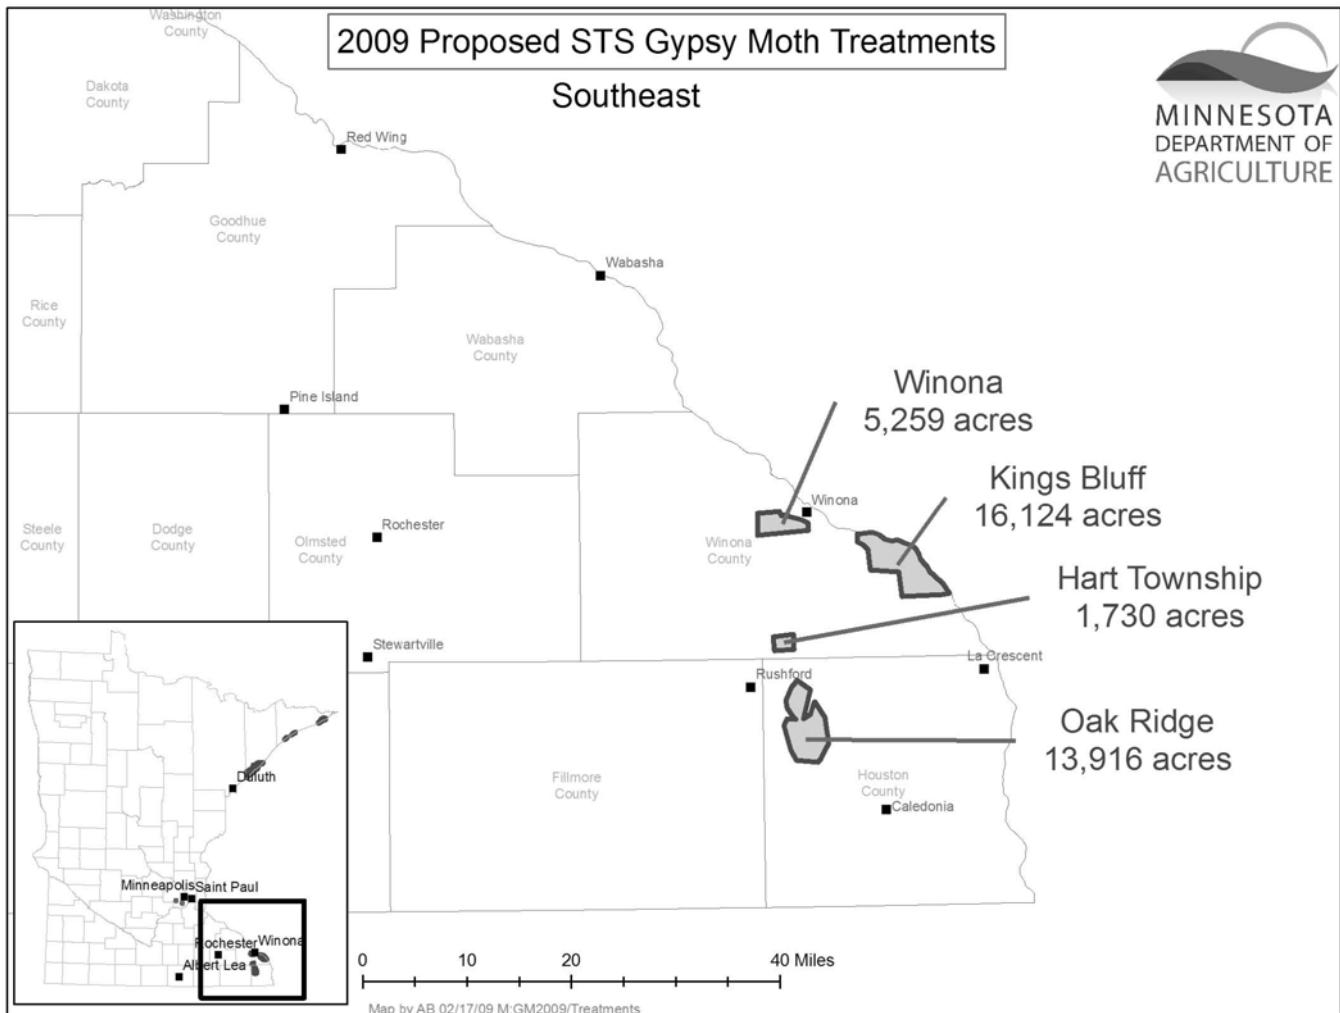 2009 Proposed STS Gypsy Moth Treatments
Southeast
MINNESOTA
DEPARTMENT OF
AGRICULTURE
Washington
County
Dakota
County
Red Wing
Goodhue
County
Wabasha
Rice
County
Wabasha
County
Pine Island
Winona
5,259 acres
Kings Bluff
16,124 acres
Winona
Steele
County
Dodge
County
Olmsted
County
Rochester
Winona
County
Hart Township
1,730 acres
Stewartville
La Crescent
Rushford
Oak Ridge
13,916 acres
Fillmore
County
Houston
County
Caledonia
Duluth
Minneapolis
Saint Paul
Rochester
Winona
Albert Lea
0 20 40 Miles
Map by AB 02/17/09 M:GM2009/Treatments